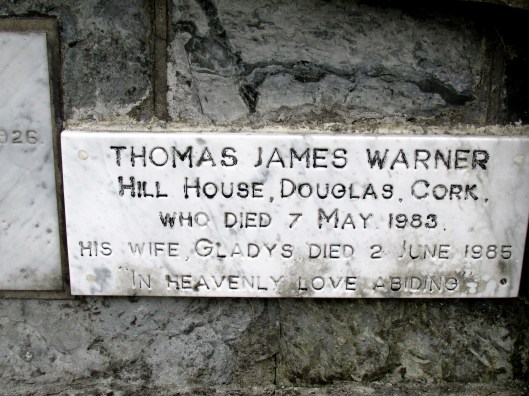 1926.
THOMAS JAMES WARNER
HILL HOUSE, DOUGLAS, CORK,
WHO DIED 7 MAY 1983.
HIS WIFE, GLADYS, DIED 2 JUNE 1985
"IN HEAVENLY LOVE ABIDING"